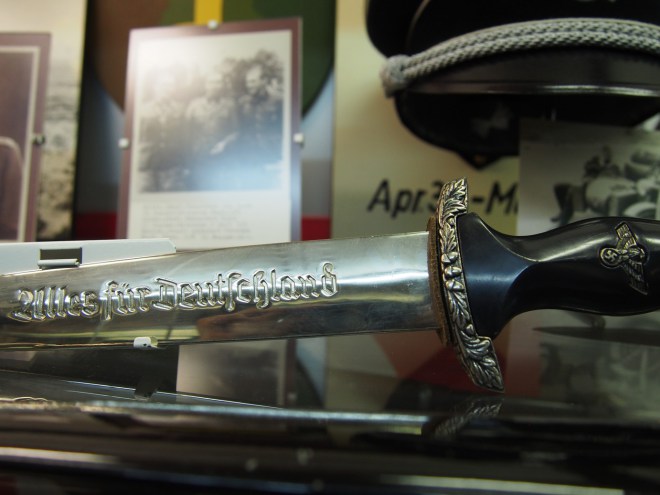 Apr.3
Alles für Deutschland